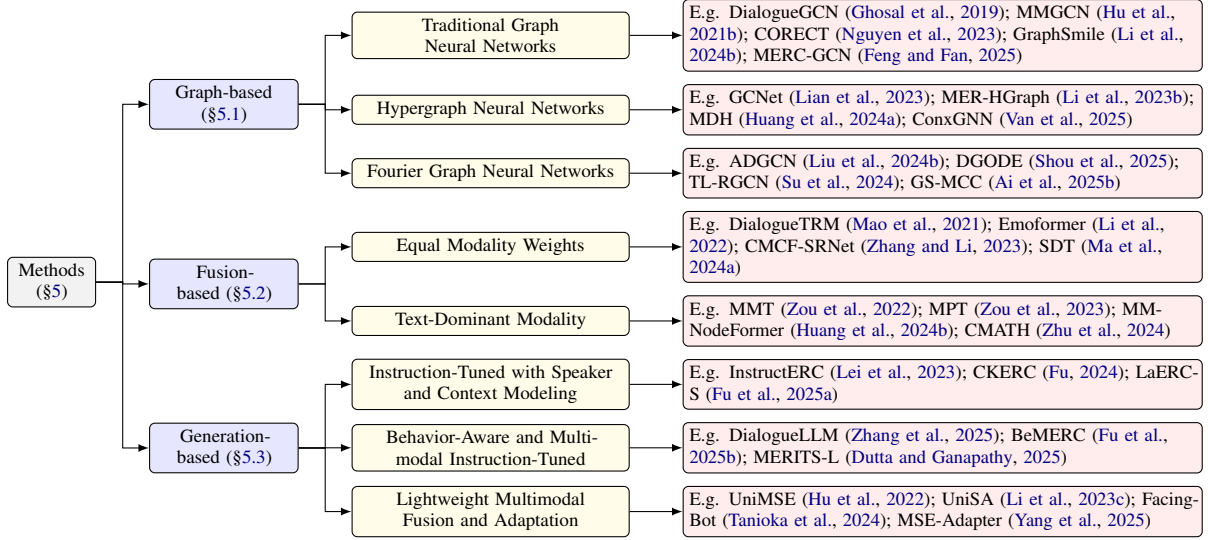 Methods
(§5)
Graph-based
(§5.1)
Traditional Graph
Neural Networks
E.g. DialogueGCN (Ghosal et al., 2019); MMGCN (Hu et al.,
2021b); CORECT (Nguyen et al., 2023); GraphSmile (Li et al.,
2024b); MERC-GCN (Feng and Fan, 2025)
Hypergraph Neural Networks
E.g. GCNet (Lian et al., 2023); MER-HGraph (Li et al., 2023b);
MDH (Huang et al., 2024a); ConxGNN (Van et al., 2025)
Fourier Graph Neural Networks
E.g. ADGCN (Liu et al., 2024b); DGODE (Shou et al., 2025);
TL-RGCN (Su et al., 2024); GS-MCC (Ai et al., 2025b)
Fusion-
based (§5.2)
Equal Modality Weights
E.g. DialogueTRM (Mao et al., 2021); Emoformer (Li et al.,
2022); CMCF-SRNet (Zhang and Li, 2023); SDT (Ma et al.,
2024a)
Text-Dominant Modality
E.g. MMT (Zou et al., 2022); MPT (Zou et al., 2023); MM-
NodeFormer (Huang et al., 2024b); CMATH (Zhu et al., 2024)
Generation-
based (§5.3)
Instruction-Tuned with Speaker
and Context Modeling
E.g. InstructERC (Lei et al., 2023); CKERC (Fu, 2024); LaERC-
S (Fu et al., 2025a)
Behavior-Aware and Multi-
modal Instruction-Tuned
E.g. DialogueLLM (Zhang et al., 2025); BeMERC (Fu et al.,
2025b); MERITS-L (Dutta and Ganapathy, 2025)
Lightweight Multimodal
Fusion and Adaptation
E.g. UniMSE (Hu et al., 2022); UniSA (Li et al., 2023c); Facing-
Bot (Tanioka et al., 2024); MSE-Adapter (Yang et al., 2025)